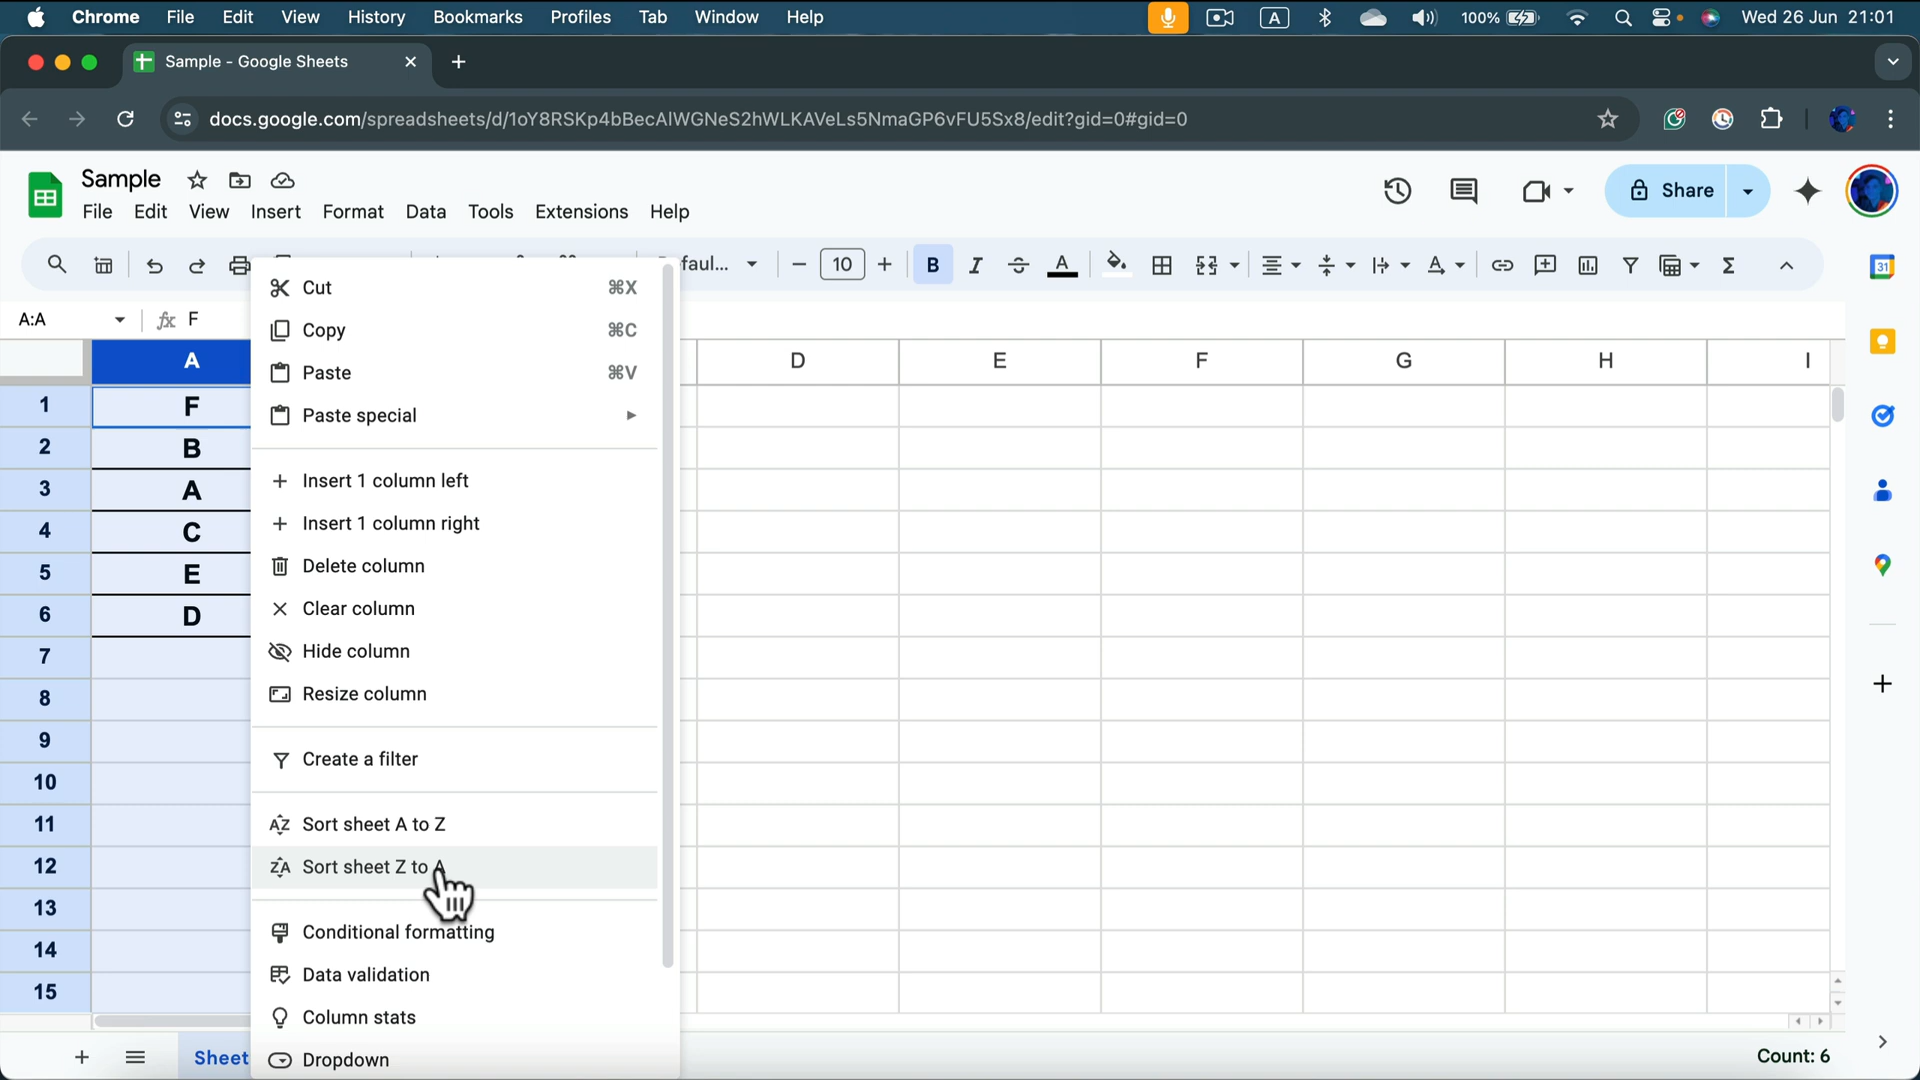 Chrome File Edit View History Bookmarks Profiles Tab Window Help A 100% Wed 26 Jun 21:01
Sample - Google Sheets
docs.google.com/spreadsheets/d/1oY8RSKp4bBecAlWGNeS2hWLKAVeLs5NmaGP6vFU5Sx8/edit?gid=0#gid=0
Sample
File Edit View Insert Format Data Tools Extensions Help
Share
faul... 10 B I S A 31
A:A fx F
A D E F G H I
1 F
2 B
3 A
4 C
5 E
6 D
7
8
9
10
11
12
13
14
15
Cut ⌘X
Copy ⌘C
Paste ⌘V
Paste special
Insert 1 column left
Insert 1 column right
Delete column
Clear column
Hide column
Resize column
Create a filter
AZ Sort sheet A to Z
ZA Sort sheet Z to A
Conditional formatting
Data validation
Column stats
Dropdown
Sheet
Count: 6